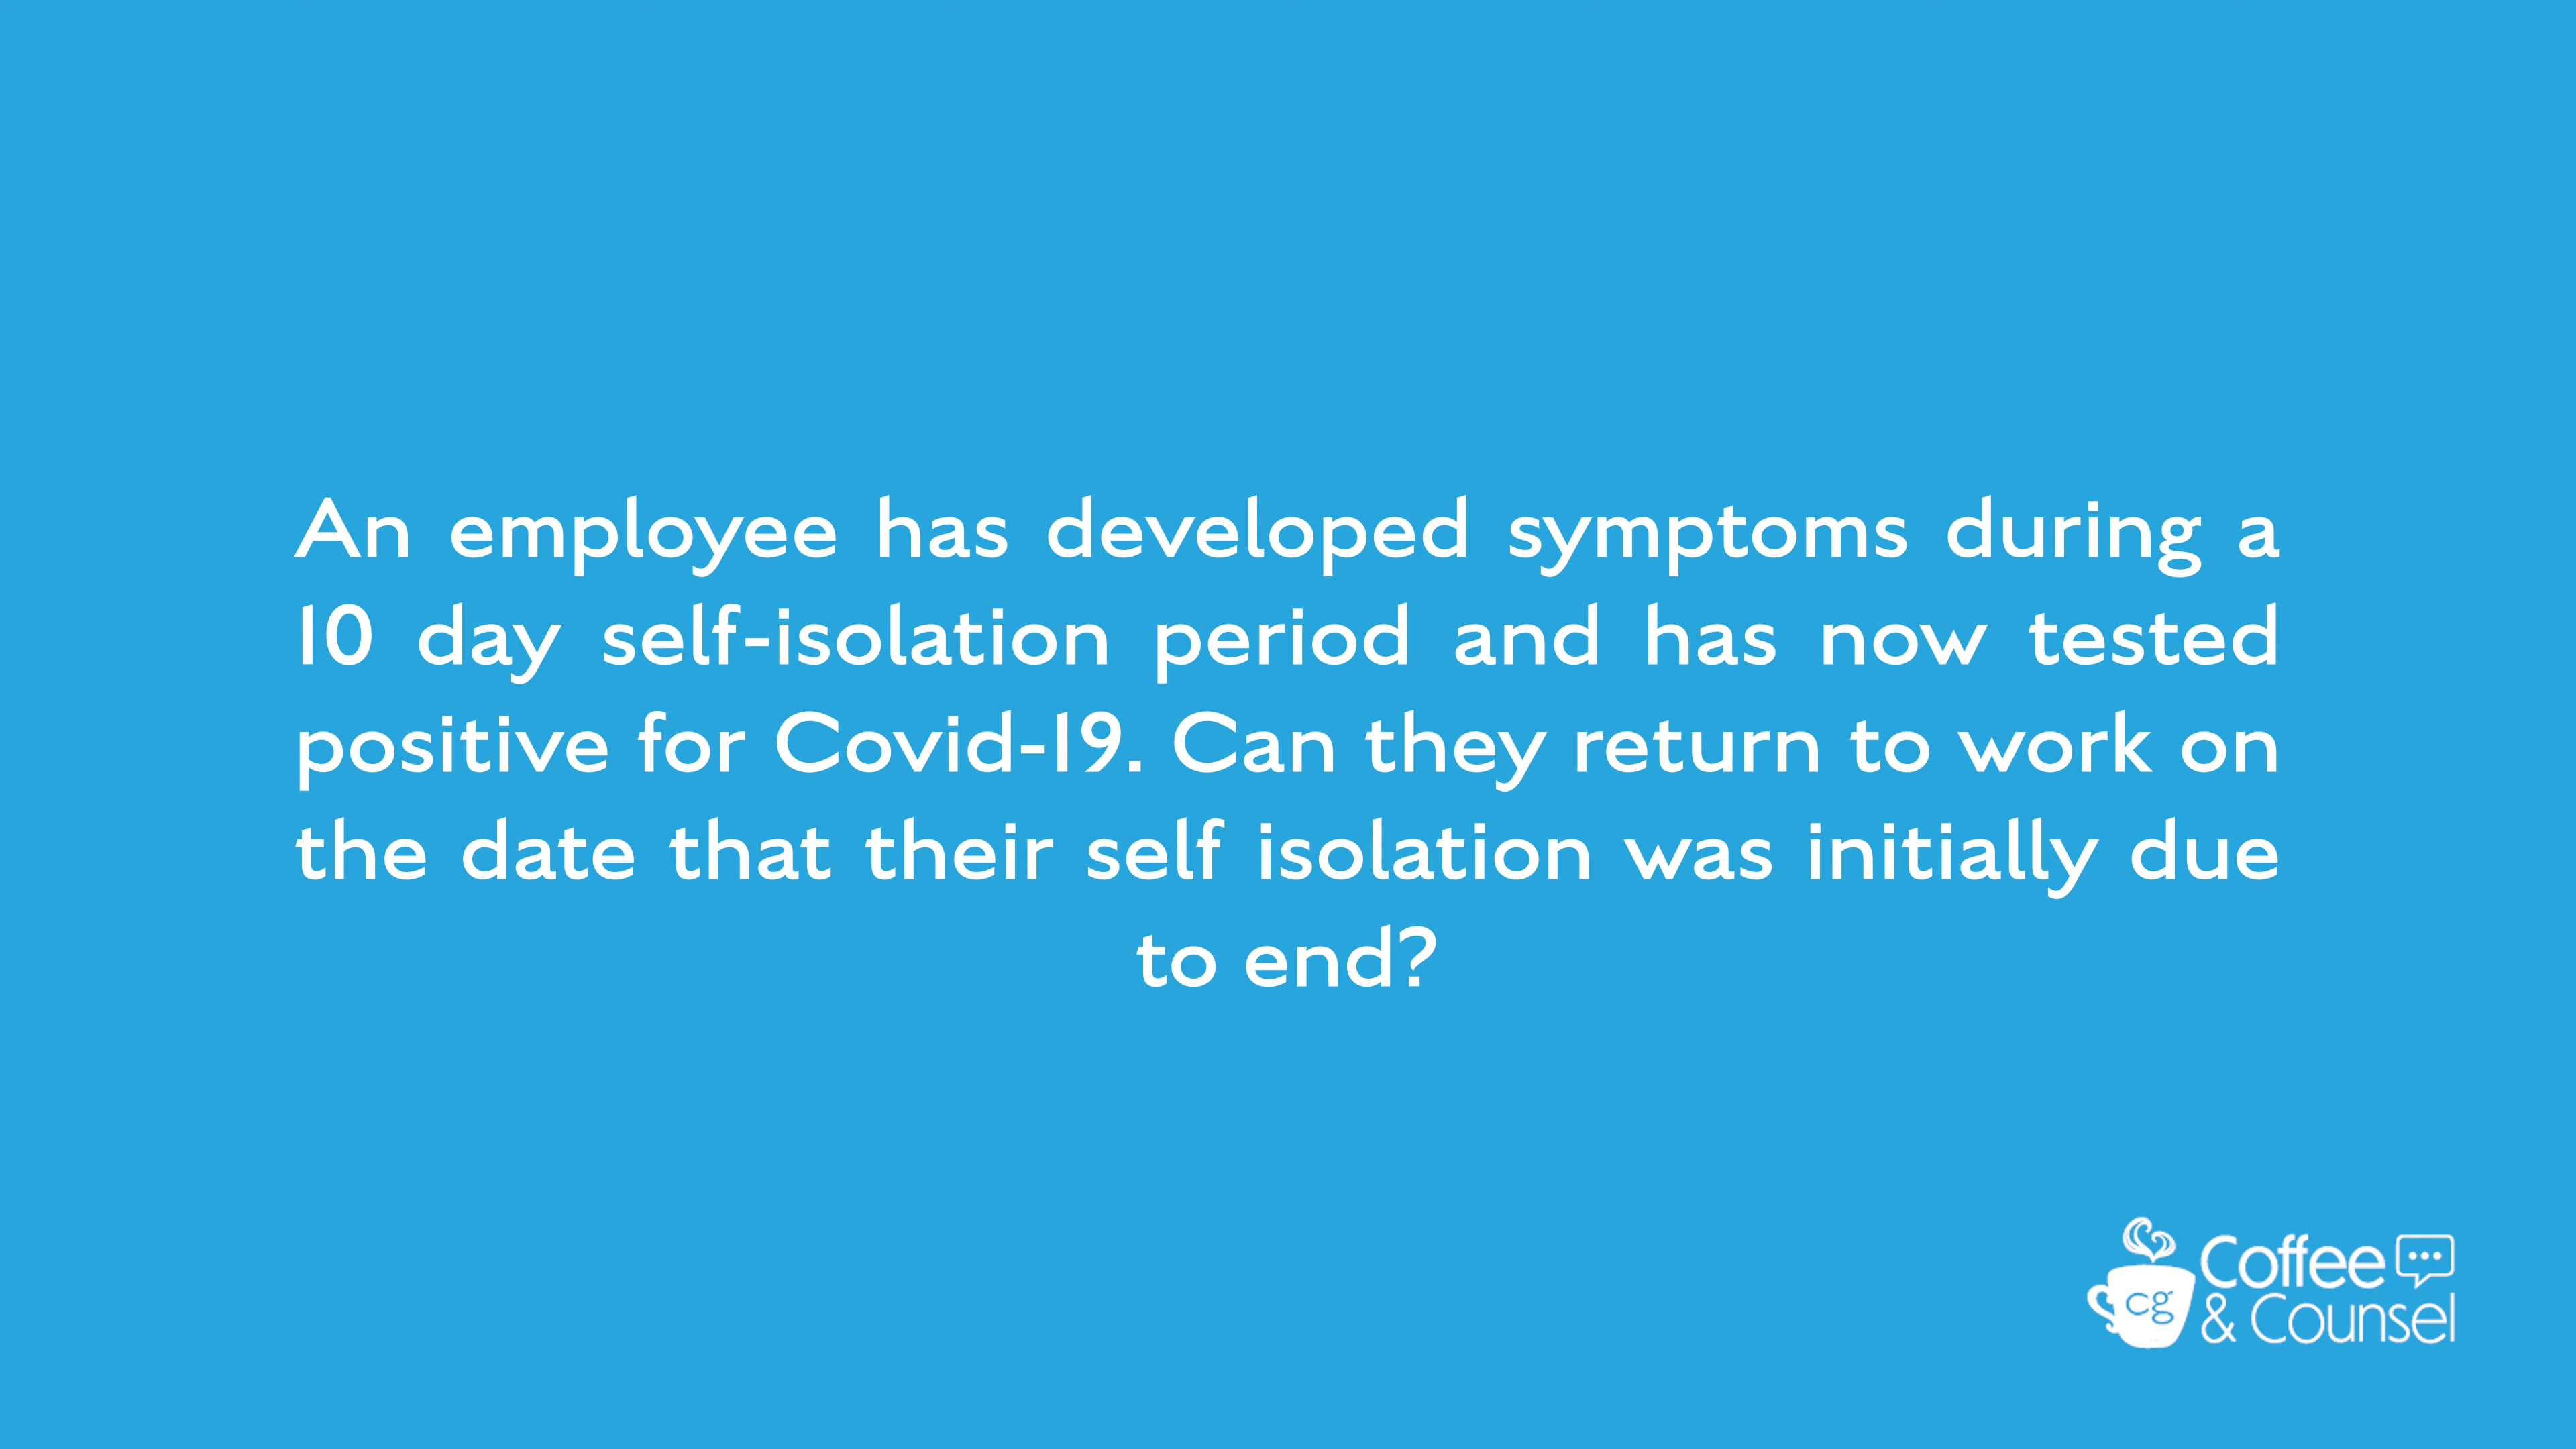 An employee has developed symptoms during a
10 day self-isolation period and has now tested
positive for Covid-19. Can they return to work on
the date that their self isolation was initially due
to end?
Coffee
& Counsel
cg